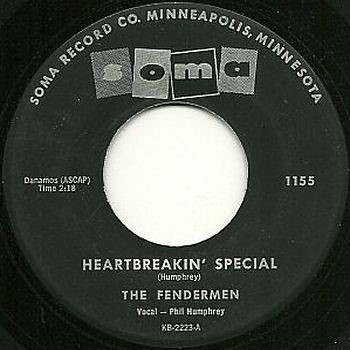 SOMA RECORD CO. MINNEAPOLIS, MINNESOTA
soma
Danamos (ASCAP)
Time 2:18
1155
HEARTBREAKIN' SPECIAL
(Humphrey)
THE FENDERMEN
Vocal — Phil Humphrey
KB-2223-A